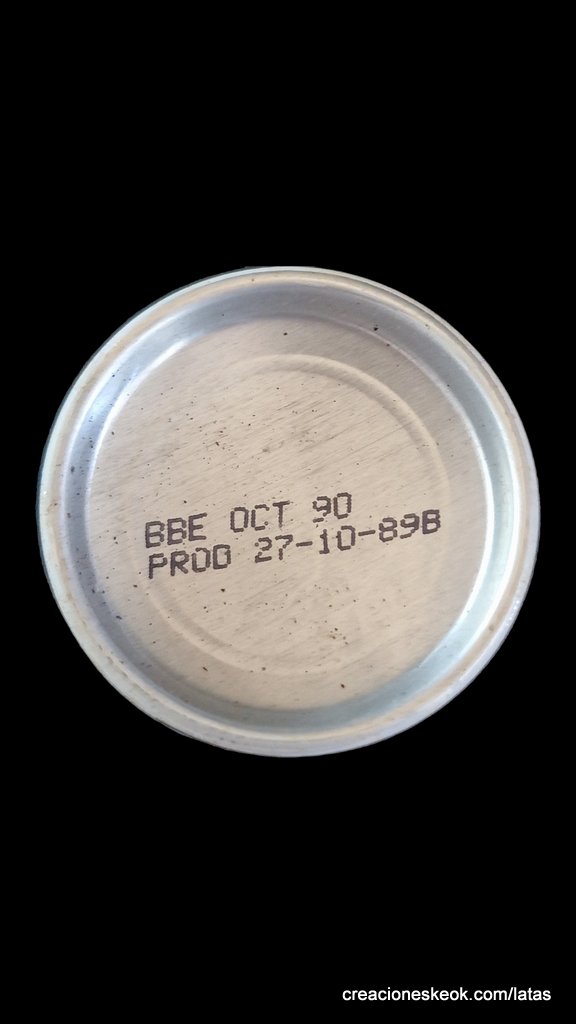 BBE OCT 90
PROD 27-10-89B
creacioneskeok.com/latas